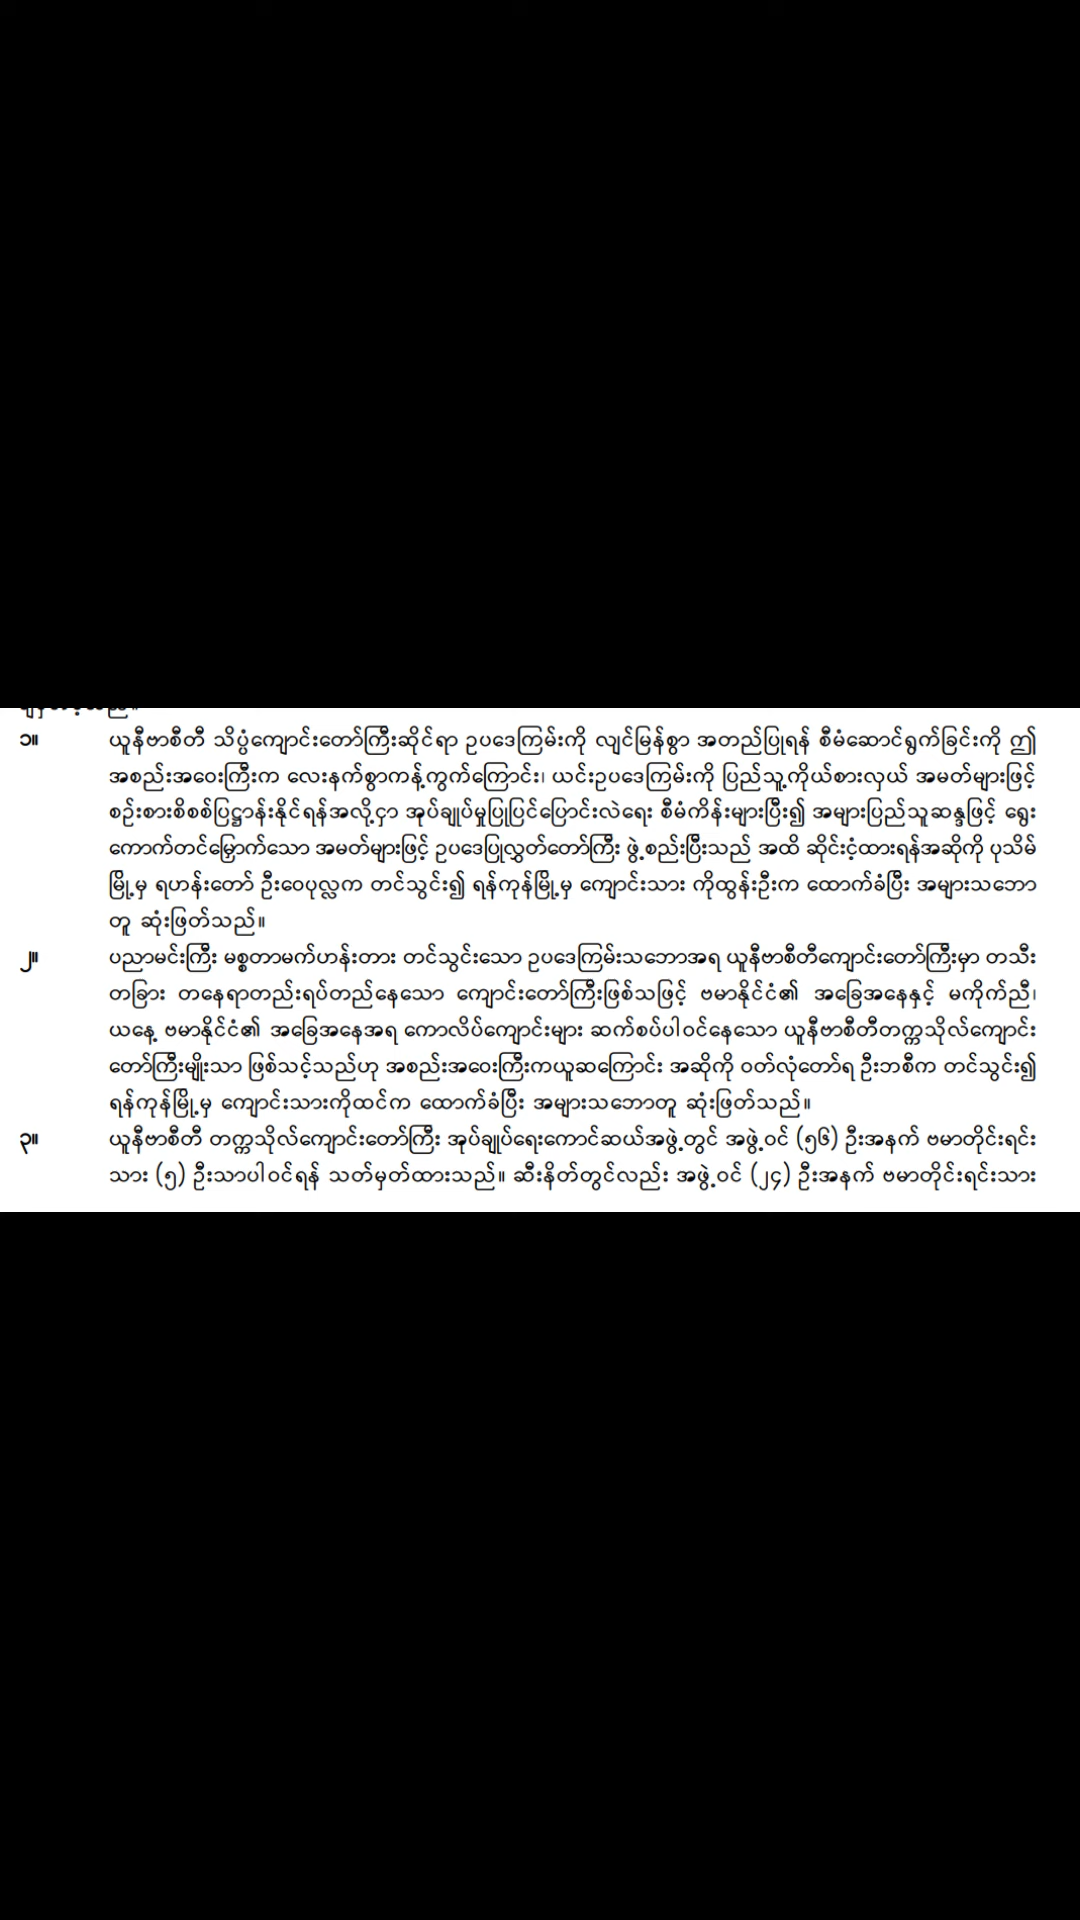 ၁။ ယူနီဗာစီတီ သိပ္ပံကျောင်းတော်ကြီးဆိုင်ရာ ဥပဒေကြမ်းကို လျင်မြန်စွာ အတည်ပြုရန် စီမံဆောင်ရွက်ခြင်းကို ဤ
အစည်းအဝေးကြီးက လေးနက်စွာကန့်ကွက်ကြောင်း၊ ယင်းဥပဒေကြမ်းကို ပြည်သူ့ကိုယ်စားလှယ် အမတ်များဖြင့်
စဉ်းစားစိစစ်ပြဋ္ဌာန်းနိုင်ရန်အလို့ငှာ အုပ်ချုပ်မှုပြုပြင်ပြောင်းလဲရေး စီမံကိန်းများပြီး၍ အများပြည်သူဆန္ဒဖြင့် ရွေး
ကောက်တင်မြှောက်သော အမတ်များဖြင့် ဥပဒေပြုလွှတ်တော်ကြီး ဖွဲ့စည်းပြီးသည် အထိ ဆိုင်းငံ့ထားရန်အဆိုကို ပုသိမ်
မြို့မှ ရဟန်းတော် ဦးဝေပုလ္လက တင်သွင်း၍ ရန်ကုန်မြို့မှ ကျောင်းသား ကိုထွန်းဦးက ထောက်ခံပြီး အများသဘော
တူ ဆုံးဖြတ်သည်။
၂။ ပညာမင်းကြီး မစ္စတာမက်ဟန်းတား တင်သွင်းသော ဥပဒေကြမ်းသဘောအရ ယူနီဗာစီတီကျောင်းတော်ကြီးမှာ တသီး
တခြား တနေရာတည်းရပ်တည်နေသော ကျောင်းတော်ကြီးဖြစ်သဖြင့် ဗမာနိုင်ငံ၏ အခြေအနေနှင့် မကိုက်ညီ၊
ယနေ့ ဗမာနိုင်ငံ၏ အခြေအနေအရ ကောလိပ်ကျောင်းများ ဆက်စပ်ပါဝင်နေသော ယူနီဗာစီတီတက္ကသိုလ်ကျောင်း
တော်ကြီးမျိုးသာ ဖြစ်သင့်သည်ဟု အစည်းအဝေးကြီးကယူဆကြောင်း အဆိုကို ဝတ်လုံတော်ရ ဦးဘစီက တင်သွင်း၍
ရန်ကုန်မြို့မှ ကျောင်းသားကိုထင်က ထောက်ခံပြီး အများသဘောတူ ဆုံးဖြတ်သည်။
၃။ ယူနီဗာစီတီ တက္ကသိုလ်ကျောင်းတော်ကြီး အုပ်ချုပ်ရေးကောင်ဆယ်အဖွဲ့တွင် အဖွဲ့ဝင် (၅၆) ဦးအနက် ဗမာတိုင်းရင်း
သား (၅) ဦးသာပါဝင်ရန် သတ်မှတ်ထားသည်။ ဆီးနိတ်တွင်လည်း အဖွဲ့ဝင် (၂၄) ဦးအနက် ဗမာတိုင်းရင်းသား